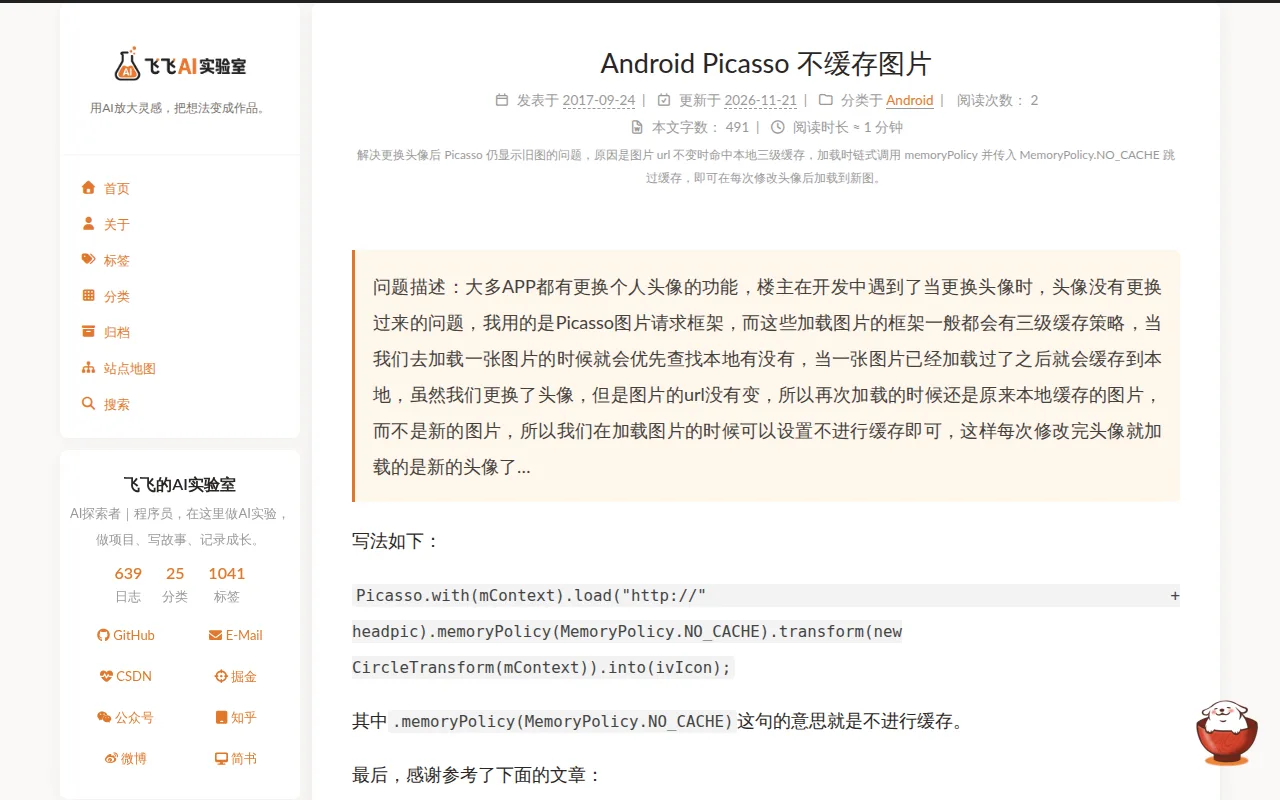 飞飞AI实验室
用AI放大灵感，把想法变成作品。
首页
关于
标签
分类
归档
站点地图
搜索
飞飞的AI实验室
AI探索者｜程序员，在这里做AI实验，
做项目、写故事、记录成长。
639 25 1041
日志 分类 标签
GitHub E-Mail
CSDN 掘金
公众号 知乎
微博 简书
Android Picasso 不缓存图片
发表于 2017-09-24 | 更新于 2026-11-21 | 分类于 Android | 阅读次数： 2
本文字数： 491 | 阅读时长 ≈ 1 分钟
解决更换头像后 Picasso 仍显示旧图的问题，原因是图片 url 不变时命中本地三级缓存，加载时链式调用 memoryPolicy 并传入 MemoryPolicy.NO_CACHE 跳
过缓存，即可在每次修改头像后加载到新图。
问题描述：大多APP都有更换个人头像的功能，楼主在开发中遇到了当更换头像时，头像没有更换
过来的问题，我用的是Picasso图片请求框架，而这些加载图片的框架一般都会有三级缓存策略，当
我们去加载一张图片的时候就会优先查找本地有没有，当一张图片已经加载过了之后就会缓存到本
地，虽然我们更换了头像，但是图片的url没有变，所以再次加载的时候还是原来本地缓存的图片，
而不是新的图片，所以我们在加载图片的时候可以设置不进行缓存即可，这样每次修改完头像就加
载的是新的头像了...
写法如下：
Picasso.with(mContext).load("http://" +
headpic).memoryPolicy(MemoryPolicy.NO_CACHE).transform(new
CircleTransform(mContext)).into(ivIcon);
其中.memoryPolicy(MemoryPolicy.NO_CACHE)这句的意思就是不进行缓存。
最后，感谢参考了下面的文章：